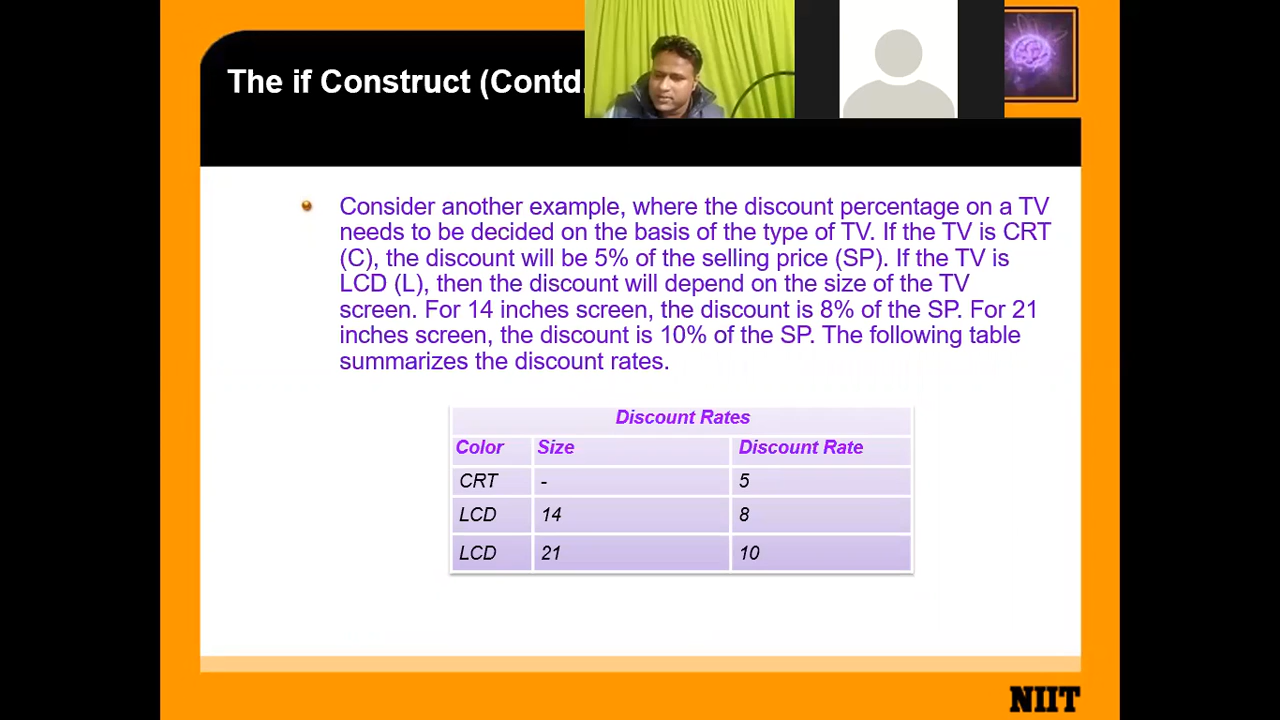 The if Construct (Contd.
Consider another example, where the discount percentage on a TV
needs to be decided on the basis of the type of TV. If the TV is CRT
(C), the discount will be 5% of the selling price (SP). If the TV is
LCD (L), then the discount will depend on the size of the TV
screen. For 14 inches screen, the discount is 8% of the SP. For 21
inches screen, the discount is 10% of the SP. The following table
summarizes the discount rates.
Discount Rates
Color Size Discount Rate
CRT - 5
LCD 14 8
LCD 21 10
NIIT